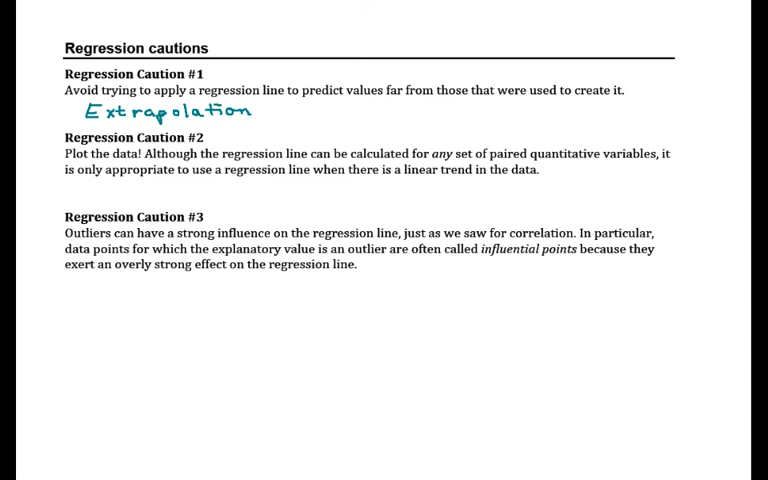 Regression cautions
Regression Caution #1
Avoid trying to apply a regression line to predict values far from those that were used to create it.
Extrapolation
Regression Caution #2
Plot the data! Although the regression line can be calculated for any set of paired quantitative variables, it
is only appropriate to use a regression line when there is a linear trend in the data.
Regression Caution #3
Outliers can have a strong influence on the regression line, just as we saw for correlation. In particular,
data points for which the explanatory value is an outlier are often called influential points because they
exert an overly strong effect on the regression line.